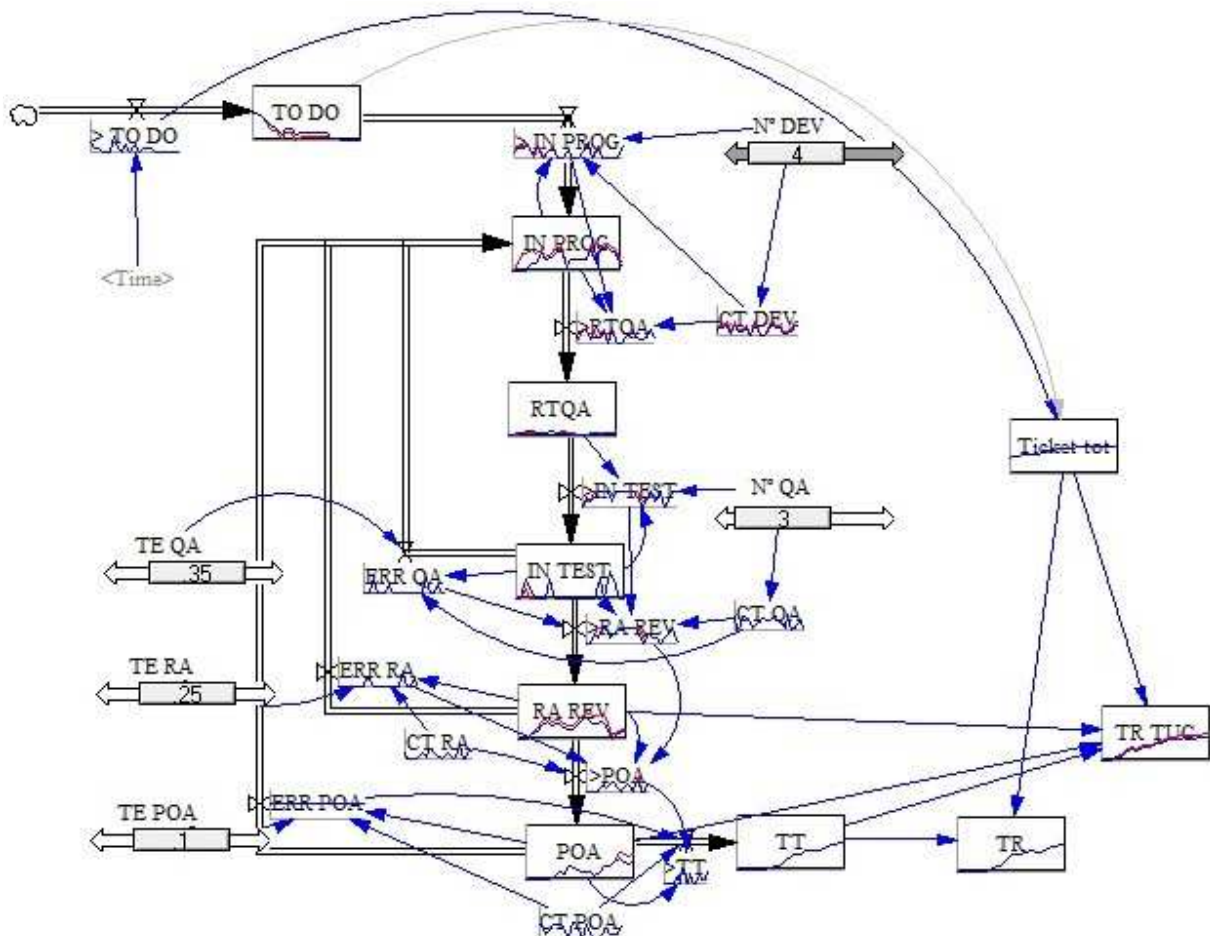 TO DO
> TO DO
> IN PROG
N° DEV
4
IN PROG
<Time>
>RTQA
CT DEV
RTQA
Ticket tot
>IN TEST
N° QA
3
TE QA
.35
IN TEST
ERR QA
>RA REV
CT QA
TE RA
.25
ERR RA
RA REV
TR TUC
CT RA
>POA
TE POA
.1
ERR POA
POA
TT
TR
>TT
CT POA